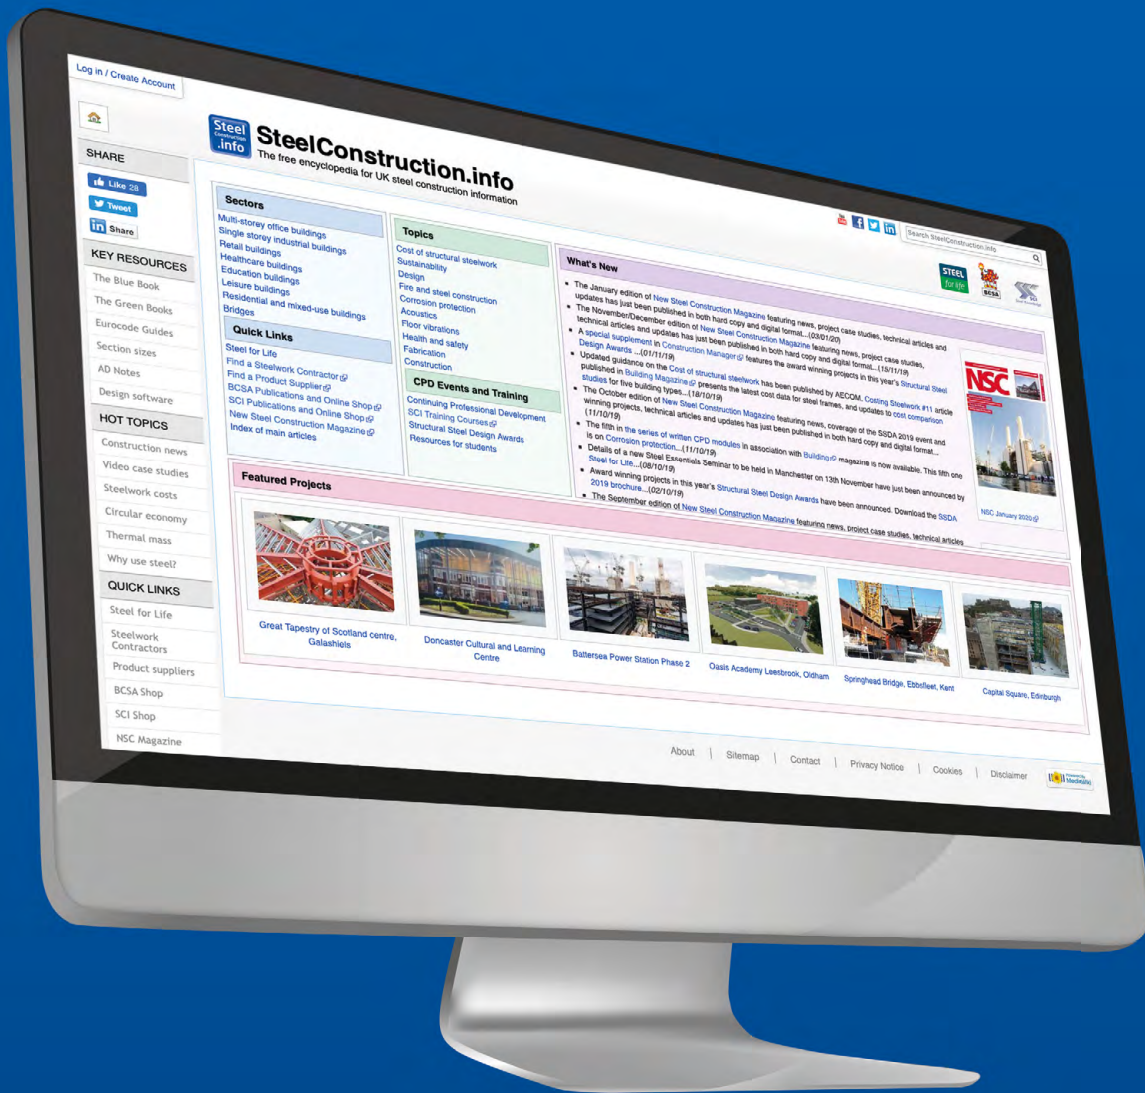 Log in / Create Account
SHARE
Like 28
Tweet
Share
KEY RESOURCES
The Blue Book
The Green Books
Eurocode Guides
Section sizes
AD Notes
Design software
HOT TOPICS
Construction news
Video case studies
Steelwork costs
Circular economy
Thermal mass
Why use steel?
QUICK LINKS
Steel for Life
Steelwork
Contractors
Product suppliers
BCSA Shop
SCI Shop
NSC Magazine
Steel
Construction
.info
SteelConstruction.info
The free encyclopedia for UK steel construction information
Search SteelConstruction.info
STEEL
for life
BCSA
SCI
Sectors
Multi-storey office buildings
Single storey industrial buildings
Retail buildings
Healthcare buildings
Education buildings
Leisure buildings
Residential and mixed-use buildings
Bridges
Quick Links
Steel for Life
Find a Steelwork Contractor
Find a Product Supplier
BCSA Publications and Online Shop
SCI Publications and Online Shop
New Steel Construction Magazine
Index of main articles
Topics
Cost of structural steelwork
Sustainability
Design
Fire and steel construction
Corrosion protection
Acoustics
Floor vibrations
Health and safety
Fabrication
Construction
CPD Events and Training
Continuing Professional Development
SCI Training Courses
Structural Steel Design Awards
Resources for students
What's New
The January edition of New Steel Construction Magazine featuring news, project case studies, technical articles and
updates has just been published in both hard copy and digital format...(03/01/20)
The November/December edition of New Steel Construction Magazine featuring news, project case studies,
technical articles and updates has just been published in both hard copy and digital format...(15/11/19)
A special supplement in Construction Manager features the award winning projects in this year's Structural Steel
Design Awards ...(01/11/19)
Updated guidance on the Cost of structural steelwork has been published by AECOM. Costing Steelwork #11 article
published in Building Magazine presents the latest cost data for steel frames, and updates to cost comparison
studies for five building types...(18/10/19)
The October edition of New Steel Construction Magazine featuring news, coverage of the SSDA 2019 event and
winning projects, technical articles and updates has just been published in both hard copy and digital format...
(11/10/19)
The fifth in the series of written CPD modules in association with Building magazine is now available. This fifth one
is on Corrosion protection...(11/10/19)
Details of a new Steel Essentials Seminar to be held in Manchester on 13th November have just been announced by
Steel for Life...(08/10/19)
Award winning projects in this year's Structural Steel Design Awards have been announced. Download the SSDA
2019 brochure...(02/10/19)
The September edition of New Steel Construction Magazine featuring news, project case studies, technical articles
NSC
NSC January 2020
Featured Projects
Great Tapestry of Scotland centre,
Galashiels
Doncaster Cultural and Learning
Centre
Battersea Power Station Phase 2
Oasis Academy Leesbrook, Oldham
Springhead Bridge, Ebbsfleet, Kent
Capital Square, Edinburgh
About
Sitemap
Contact
Privacy Notice
Cookies
Disclaimer
Powered By
MediaWiki